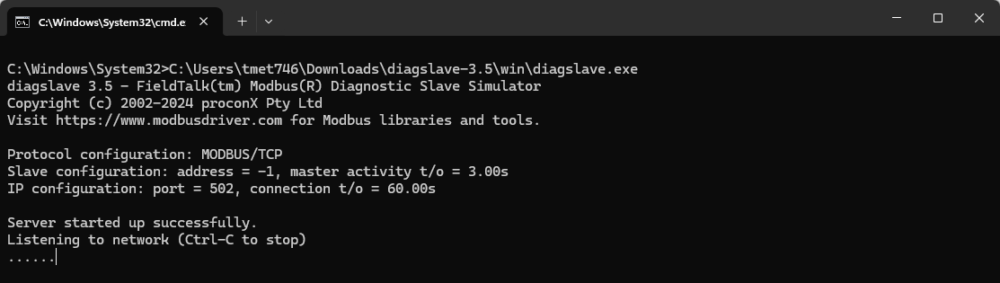 C:\Windows\System32\cmd.e
C:\Windows\System32>C:\Users\tmet746\Downloads\diagslave-3.5\win\diagslave.exe
diagslave 3.5 - FieldTalk(tm) Modbus(R) Diagnostic Slave Simulator
Copyright (c) 2002-2024 proconX Pty Ltd
Visit https://www.modbusdriver.com for Modbus libraries and tools.
Protocol configuration: MODBUS/TCP
Slave configuration: address = -1, master activity t/o = 3.00s
IP configuration: port = 502, connection t/o = 60.00s
Server started up successfully.
Listening to network (Ctrl-C to stop)
......